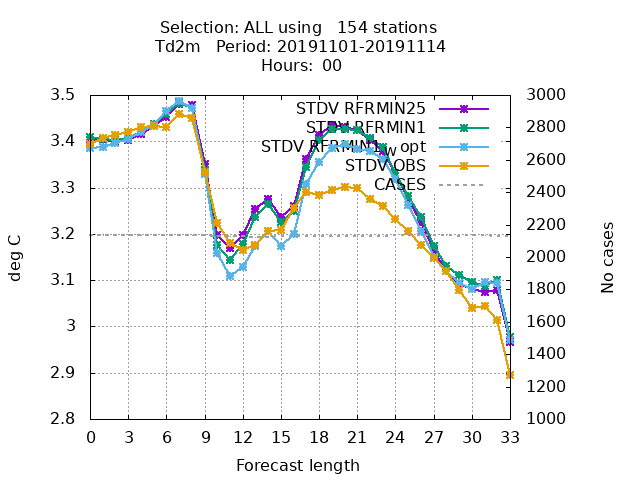 Selection: ALL using 154 stations
Td2m Period: 20191101-20191114
Hours: 00
3.5
3.4
3.3
3.2
3.1
3
2.9
2.8
deg C
3000
2800
2600
2400
2200
2000
1800
1600
1400
1200
1000
No cases
STDV RFRMIN25
STDV RFRMIN1
STDV RFRMIN1_W opt
STDV OBS
CASES
0 3 6 9 12 15 18 21 24 27 30 33
Forecast length